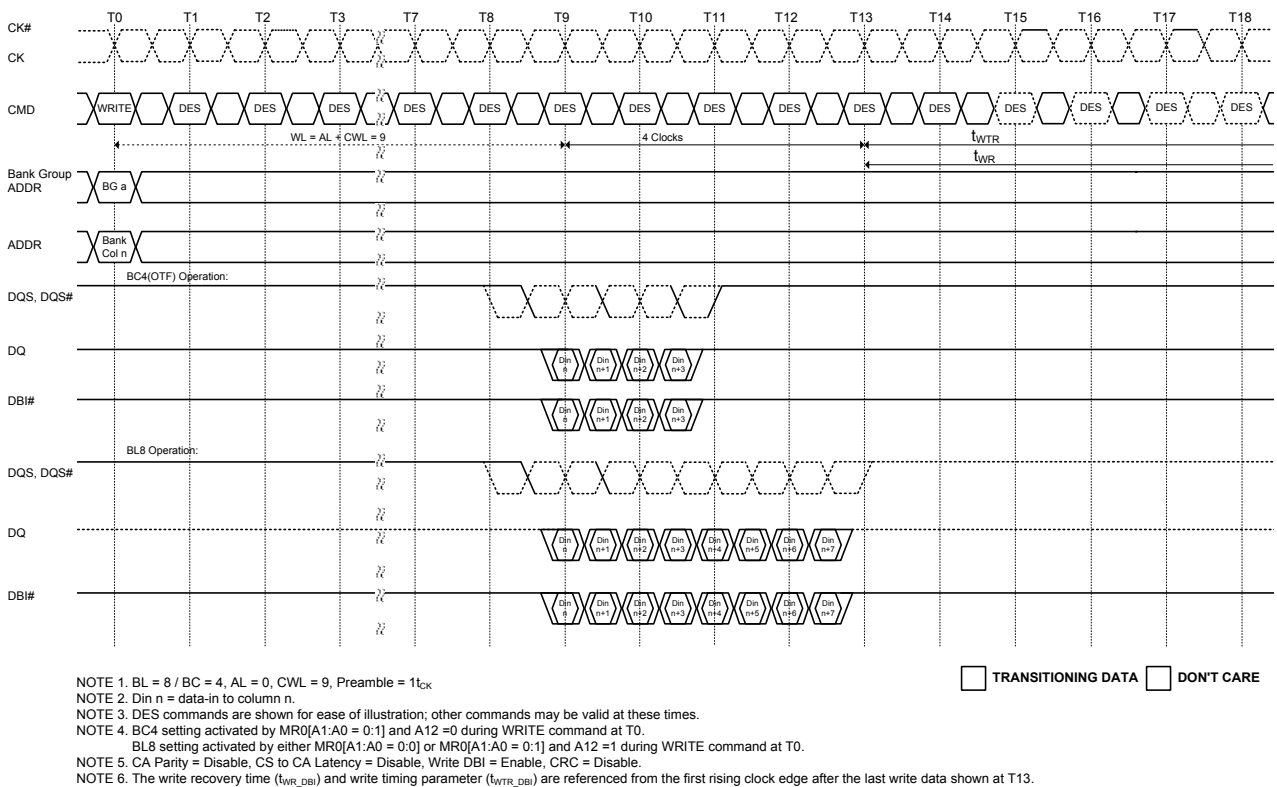 T0 T1 T2 T3 T7 T8 T9 T10 T11 T12 T13 T14 T15 T16 T17 T18
CK#
CK
CMD WRITE DES DES DES DES DES DES DES DES DES DES DES DES DES DES DES
WL = AL + CWL = 9 4 Clocks tWTR
tWR
Bank Group
ADDR BG a
ADDR Bank
Col n
BC4(OTF) Operation:
DQS, DQS#
DQ Din n Din n+1 Din n+2 Din n+3
DBI# Din n Din n+1 Din n+2 Din n+3
BL8 Operation:
DQS, DQS#
DQ Din n Din n+1 Din n+2 Din n+3 Din n+4 Din n+5 Din n+6 Din n+7
DBI# Din n Din n+1 Din n+2 Din n+3 Din n+4 Din n+5 Din n+6 Din n+7
TRANSITIONING DATA DON'T CARE
NOTE 1. BL = 8 / BC = 4, AL = 0, CWL = 9, Preamble = 1tCK
NOTE 2. Din n = data-in to column n.
NOTE 3. DES commands are shown for ease of illustration; other commands may be valid at these times.
NOTE 4. BC4 setting activated by MR0[A1:A0 = 0:1] and A12 =0 during WRITE command at T0.
BL8 setting activated by either MR0[A1:A0 = 0:0] or MR0[A1:A0 = 0:1] and A12 =1 during WRITE command at T0.
NOTE 5. CA Parity = Disable, CS to CA Latency = Disable, Write DBI = Enable, CRC = Disable.
NOTE 6. The write recovery time (tWR_DBI) and write timing parameter (tWTR_DBI) are referenced from the first rising clock edge after the last write data shown at T13.